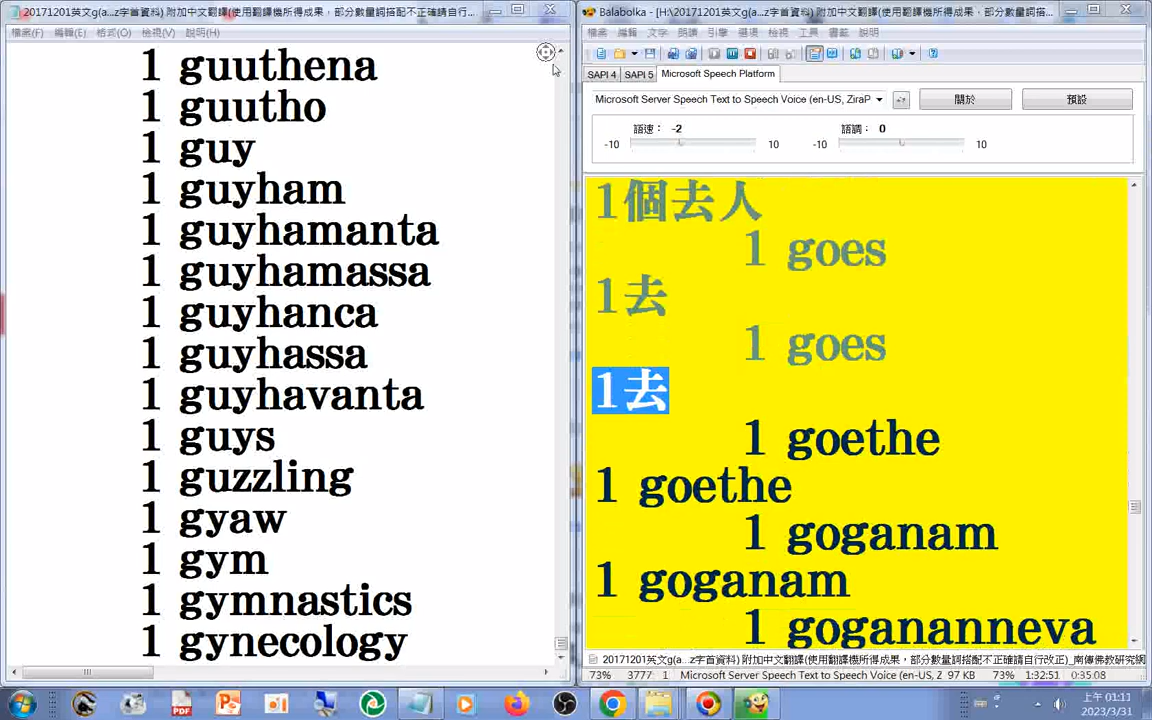 20171201英文g(a...z字首資料) 附加中文翻譯(使用翻譯機所得成果，部分數量詞搭配不正確請自行...
檔案(F) 編輯(E) 格式(O) 檢視(V) 說明(H)
1 guuthena
1 guutho
1 guy
1 guyham
1 guyhamanta
1 guyhamassa
1 guyhanca
1 guyhassa
1 guyhavanta
1 guys
1 guzzling
1 gyaw
1 gym
1 gymnastics
1 gynecology
Balabolka - [H:\20171201英文g(a...z字首資料) 附加中文翻譯(使用翻譯機所得成果，部分數量詞搭配不正確請自行改正)_...
檔案 編輯 文字 朗讀 引擎 選項 檢視 工具 書籤 說明
SAPI 4 SAPI 5 Microsoft Speech Platform
Microsoft Server Speech Text to Speech Voice (en-US, ZiraP
關於
預設
語速： -2
語調： 0
-10 10 -10 10
1個去人
1 goes
1去
1 goes
1去
1 goethe
1 goethe
1 goganam
1 goganam
1 gogananneva
20171201英文g(a...z字首資料) 附加中文翻譯(使用翻譯機所得成果，部分數量詞搭配不正確請自行改正)_南傳佛教研究網
73% 3777 Microsoft Server Speech Text to Speech Voice (en-US, Z 97 KB 73% 1:32:51 0:35:08
上午 01:11
2023/3/31